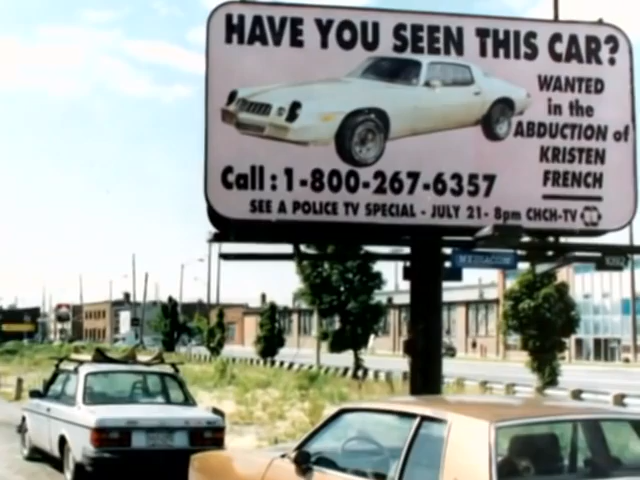 HAVE YOU SEEN THIS CAR?
WANTED
in the
ABDUCTION of
KRISTEN
FRENCH
Call : 1-800-267-6357
SEE A POLICE TV SPECIAL - JULY 21 - 8pm CHCH-TV
MEDIACOM